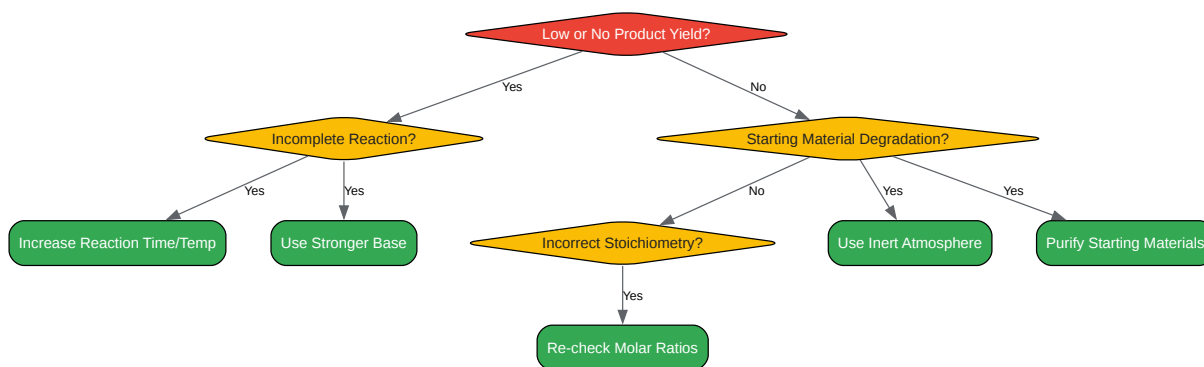 Low or No Product Yield?
Yes
No
Incomplete Reaction?
Starting Material Degradation?
Yes
Yes
No
Yes
Yes
Increase Reaction Time/Temp
Use Stronger Base
Incorrect Stoichiometry?
Use Inert Atmosphere
Purify Starting Materials
Yes
Re-check Molar Ratios